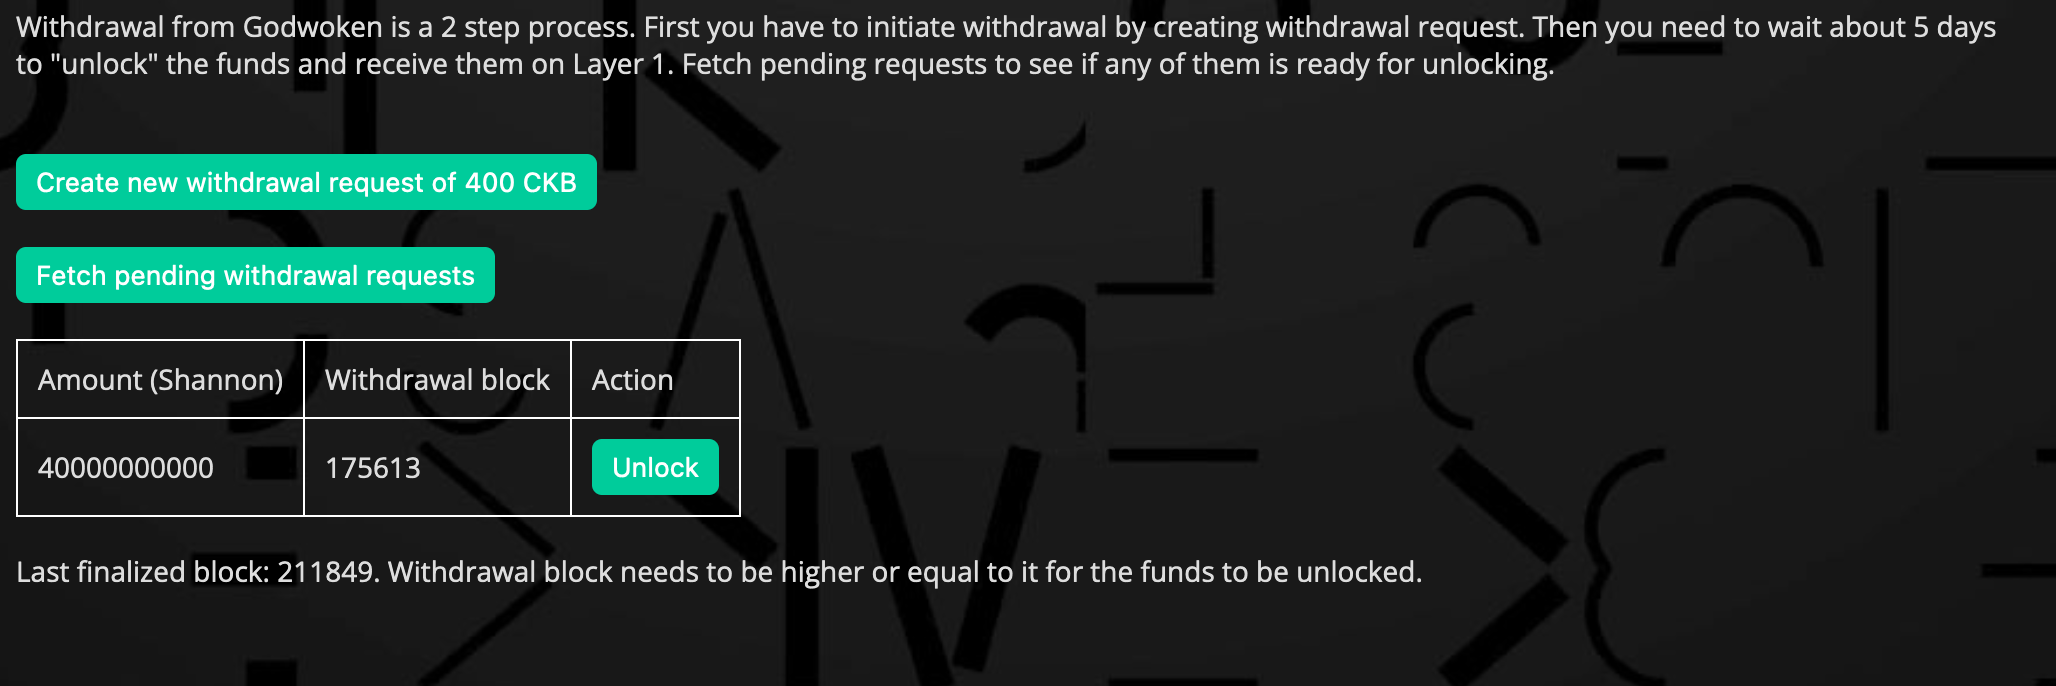 Withdrawal from Godwoken is a 2 step process. First you have to initiate withdrawal by creating withdrawal request. Then you need to wait about 5 days
to "unlock" the funds and receive them on Layer 1. Fetch pending requests to see if any of them is ready for unlocking.
Create new withdrawal request of 400 CKB
Fetch pending withdrawal requests
Amount (Shannon) Withdrawal block Action
40000000000 175613 Unlock
Last finalized block: 211849. Withdrawal block needs to be higher or equal to it for the funds to be unlocked.